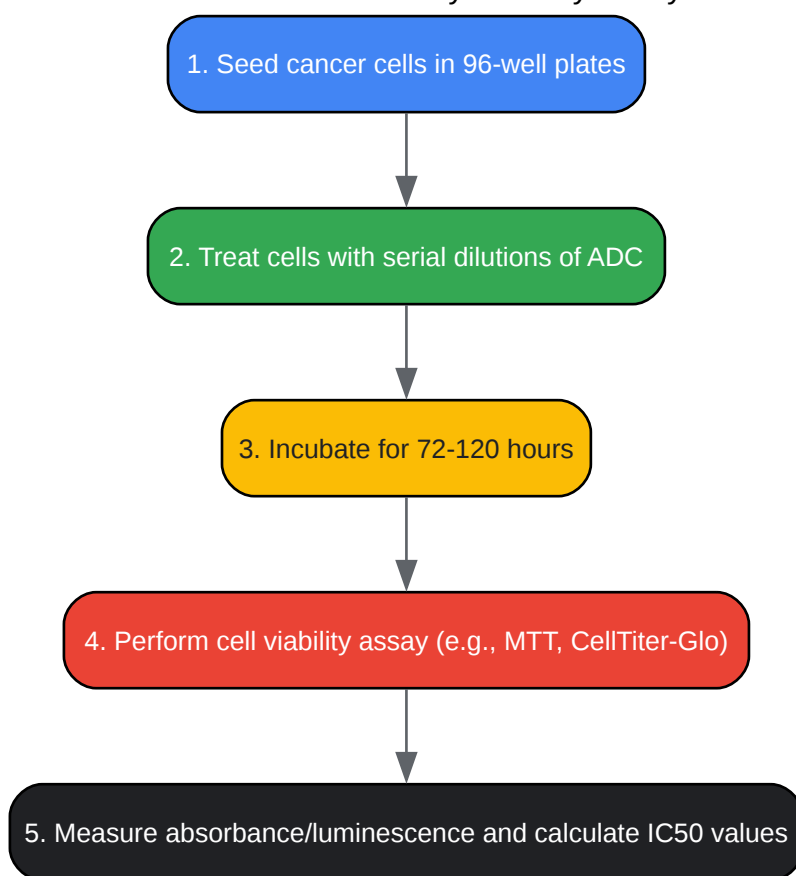 1. Seed cancer cells in 96-well plates
2. Treat cells with serial dilutions of ADC
3. Incubate for 72-120 hours
4. Perform cell viability assay (e.g., MTT, CellTiter-Glo)
5. Measure absorbance/luminescence and calculate IC50 values